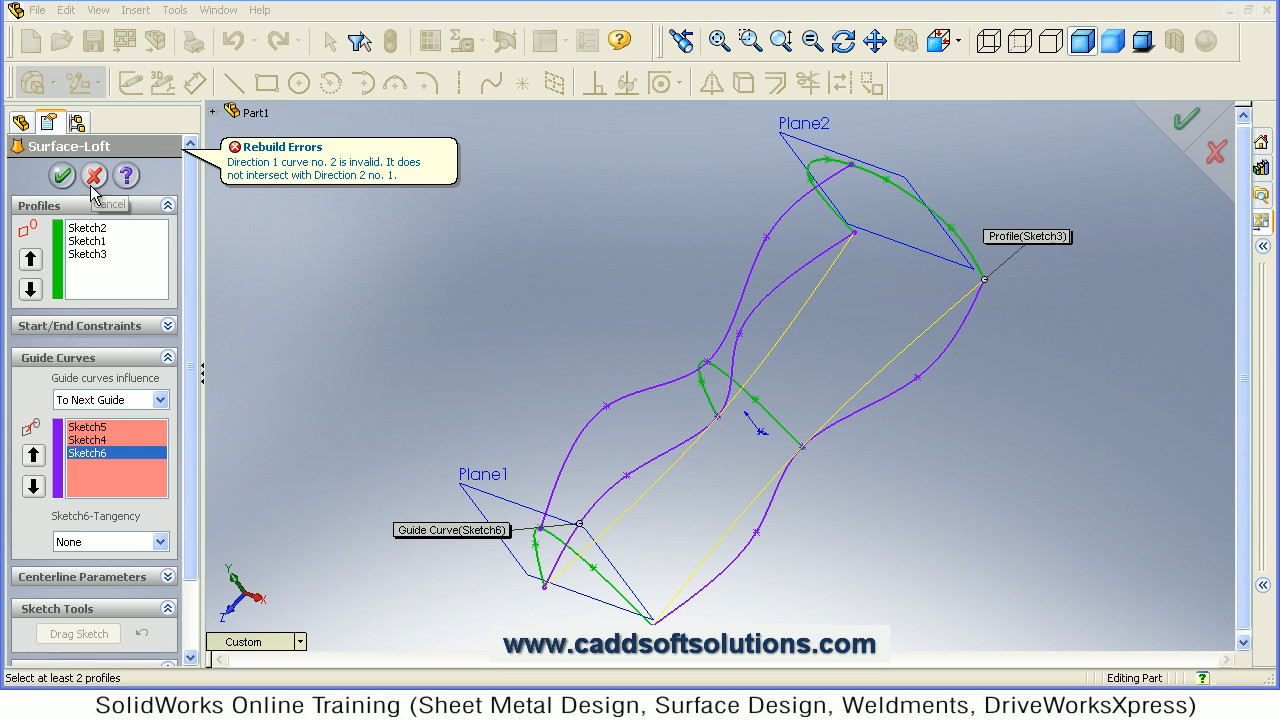 File Edit View Insert Tools Window Help
Part1
Surface-Loft
Rebuild Errors
Direction 1 curve no. 2 is invalid. It does
not intersect with Direction 2 no. 1.
Profiles
Sketch2
Sketch1
Sketch3
Start/End Constraints
Guide Curves
Guide curves influence
To Next Guide
Sketch5
Sketch4
Sketch6
Sketch6-Tangency
None
Centerline Parameters
Sketch Tools
Drag Sketch
Plane2
Profile(Sketch3)
Plane1
Guide Curve(Sketch6)
Y
X
Z
Custom
www.caddsoftsolutions.com
Select at least 2 profiles
Editing Part
SolidWorks Online Training (Sheet Metal Design, Surface Design, Weldments, DriveWorksXpress)